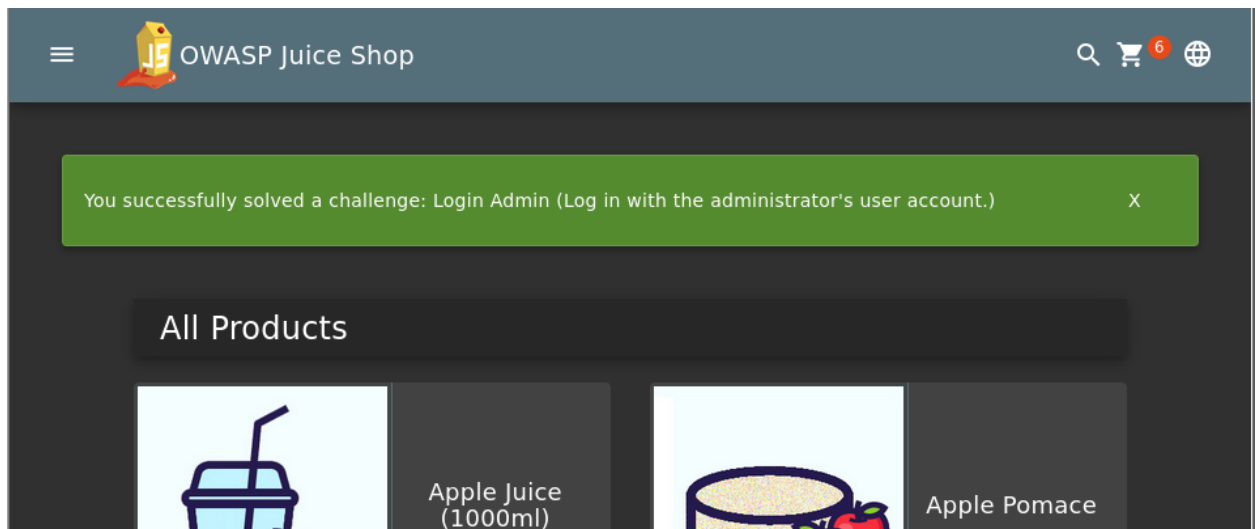 JS
OWASP Juice Shop
6
You successfully solved a challenge: Login Admin (Log in with the administrator's user account.)
X
All Products
Apple Juice
(1000ml)
Apple Pomace